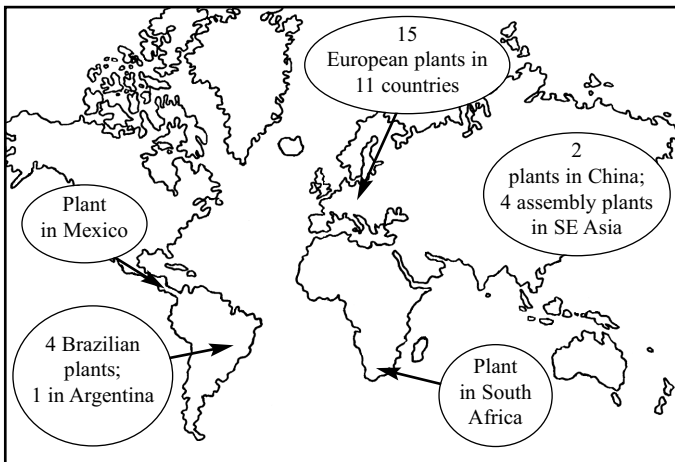 15
European plants in
11 countries
2
plants in China;
4 assembly plants
in SE Asia
Plant
in Mexico
4 Brazilian
plants;
1 in Argentina
Plant
in South
Africa